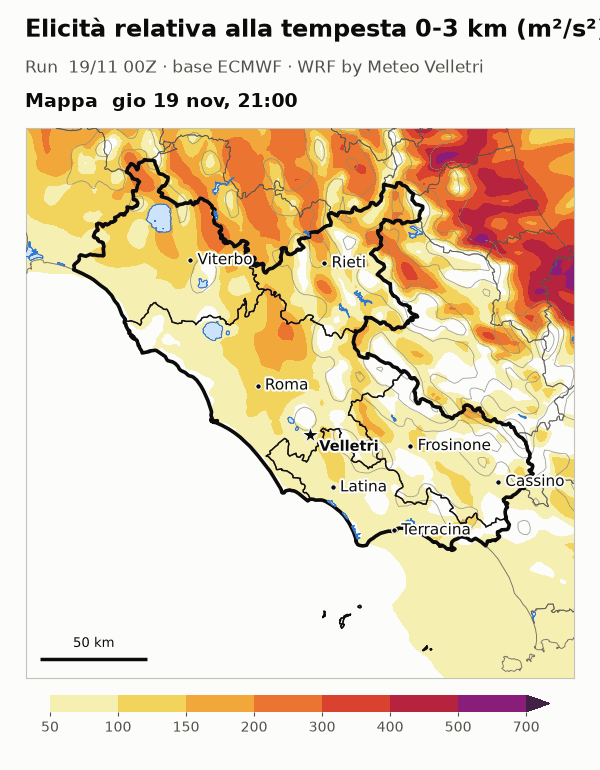 Elicità relativa alla tempesta 0-3 km (m²/s²)
Run  19/11 00Z · base ECMWF · WRF by Meteo Velletri
Mappa  gio 19 nov, 21:00
Viterbo
Rieti
Roma
Velletri
Frosinone
Cassino
Latina
Terracina
50 km
50 100 150 200 300 400 500 700